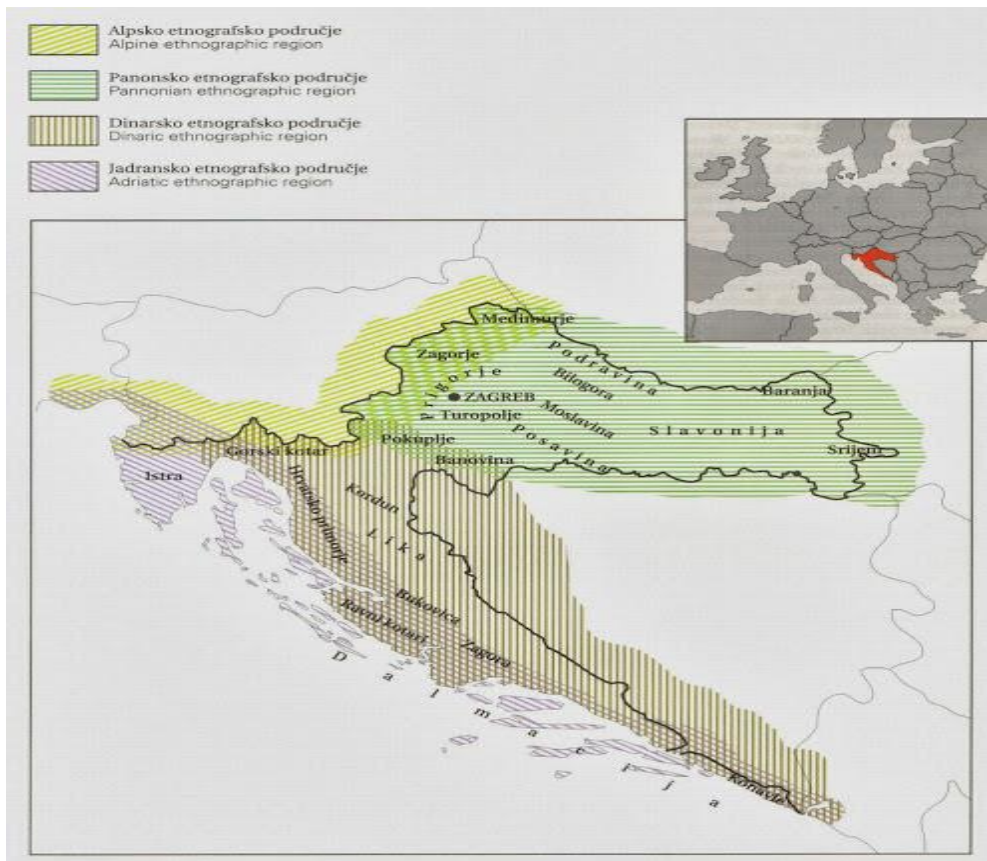 Alpsko etnografsko područje
Alpine ethnographic region
Panonsko etnografsko područje
Pannonian ethnographic region
Dinarsko etnografsko područje
Dinaric ethnographic region
Jadransko etnografsko područje
Adriatic ethnographic region
Međimurje
Zagorje
Podravina
Prigorje
Bilogora
Baranja
ZAGREB
Turopolje
Moslavina
Slavonija
Pokuplje
Posavina
Srijem
Gorski kotar
Banovina
Istra
Hrvatsko primorje
Kordun
Lika
Bukovica
Ravni kotari
Zagora
Dalmacija
Konavle